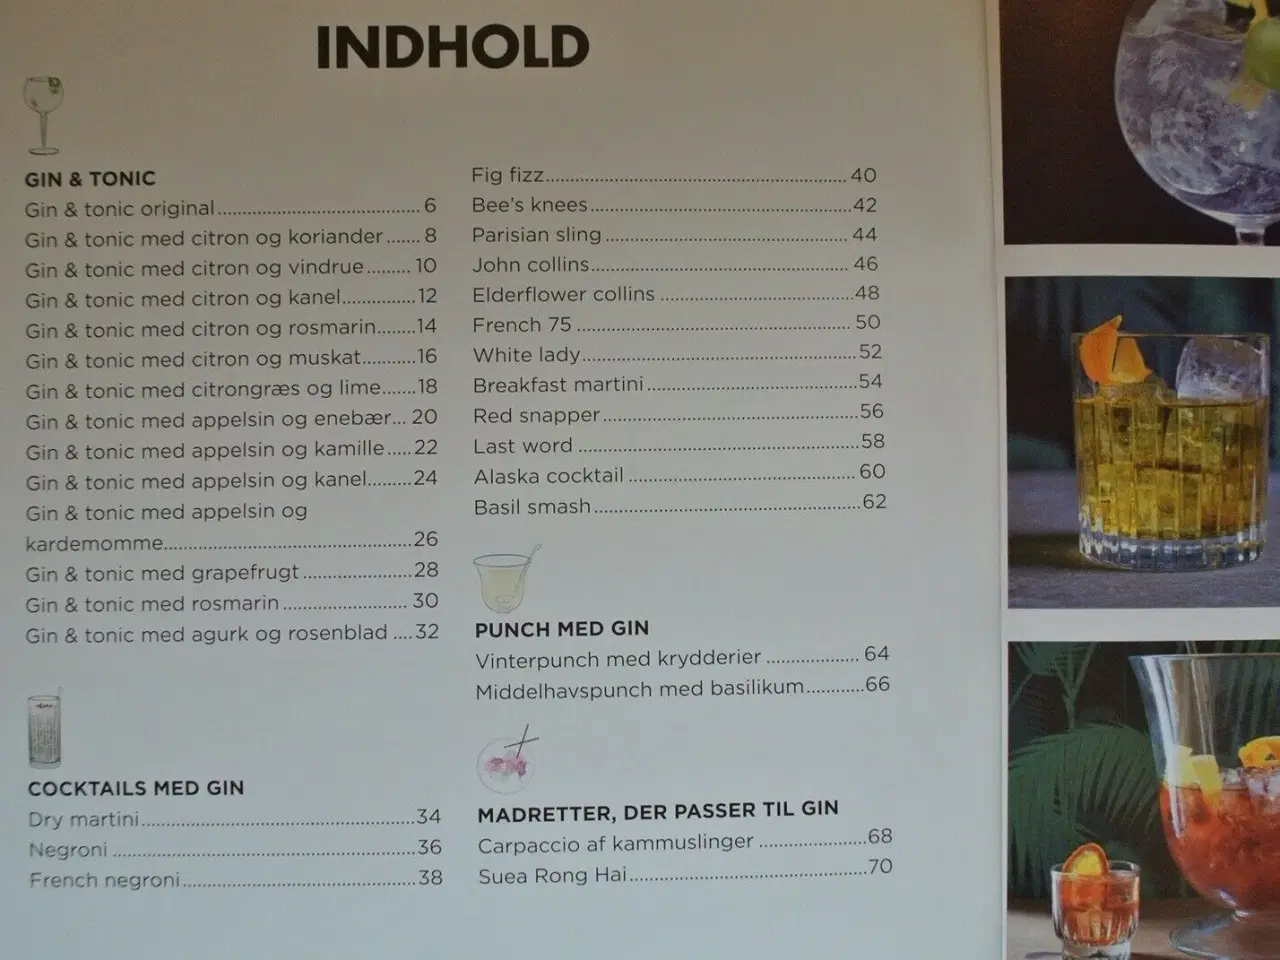 INDHOLD
GIN & TONIC
Gin & tonic original 6
Gin & tonic med citron og koriander 8
Gin & tonic med citron og vindrue 10
Gin & tonic med citron og kanel 12
Gin & tonic med citron og rosmarin 14
Gin & tonic med citron og muskat 16
Gin & tonic med citrongræs og lime 18
Gin & tonic med appelsin og enebær 20
Gin & tonic med appelsin og kamille 22
Gin & tonic med appelsin og kanel 24
Gin & tonic med appelsin og
kardemomme 26
Gin & tonic med grapefrugt 28
Gin & tonic med rosmarin 30
Gin & tonic med agurk og rosenblad 32
COCKTAILS MED GIN
Dry martini 34
Negroni 36
French negroni 38
Fig fizz 40
Bee's knees 42
Parisian sling 44
John collins 46
Elderflower collins 48
French 75 50
White lady 52
Breakfast martini 54
Red snapper 56
Last word 58
Alaska cocktail 60
Basil smash 62
PUNCH MED GIN
Vinterpunch med krydderier 64
Middelhavspunch med basilikum 66
MADRETTER, DER PASSER TIL GIN
Carpaccio af kammuslinger 68
Suea Rong Hai 70